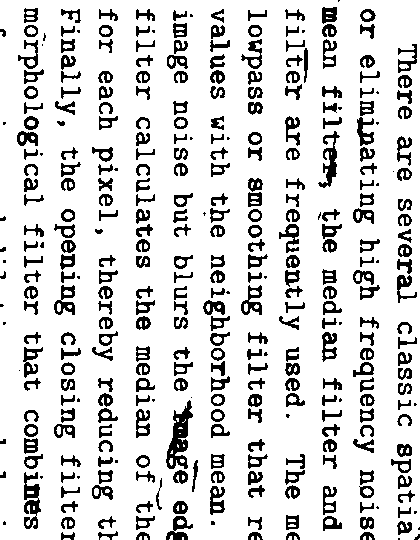 There are several spatial
or eliminating high frequency noise
mean filter, the median filter and
filter are frequently used. The me
lowpass or smoothing filter that re
values with the neighborhood mean.
image noise but blurs the image edg
filter calculates the median of the
for each pixel, thereby reducing th
Finally, the opening closing filter
morphological filter that combines